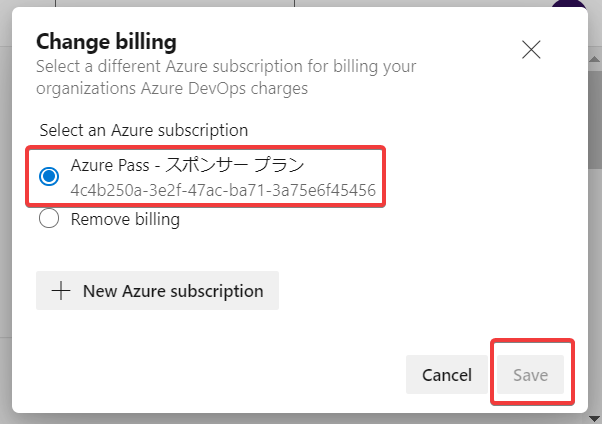 Change billing
Select a different Azure subscription for billing your
organizations Azure DevOps charges
Select an Azure subscription
Azure Pass - スポンサー プラン
4c4b250a-3e2f-47ac-ba71-3a75e6f45456
Remove billing
New Azure subscription
Cancel
Save